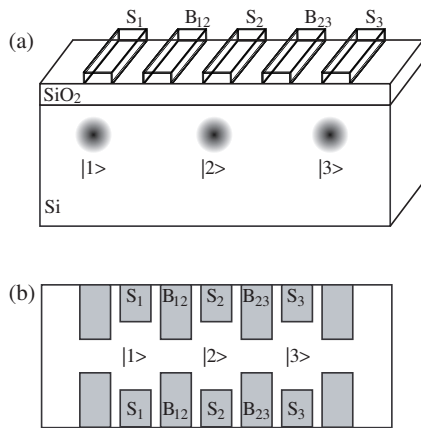 (a)
S₁ B₁₂ S₂ B₂₃ S₃
SiO₂
|1> |2> |3>
Si
(b)
S₁ B₁₂ S₂ B₂₃ S₃
|1> |2> |3>
S₁ B₁₂ S₂ B₂₃ S₃